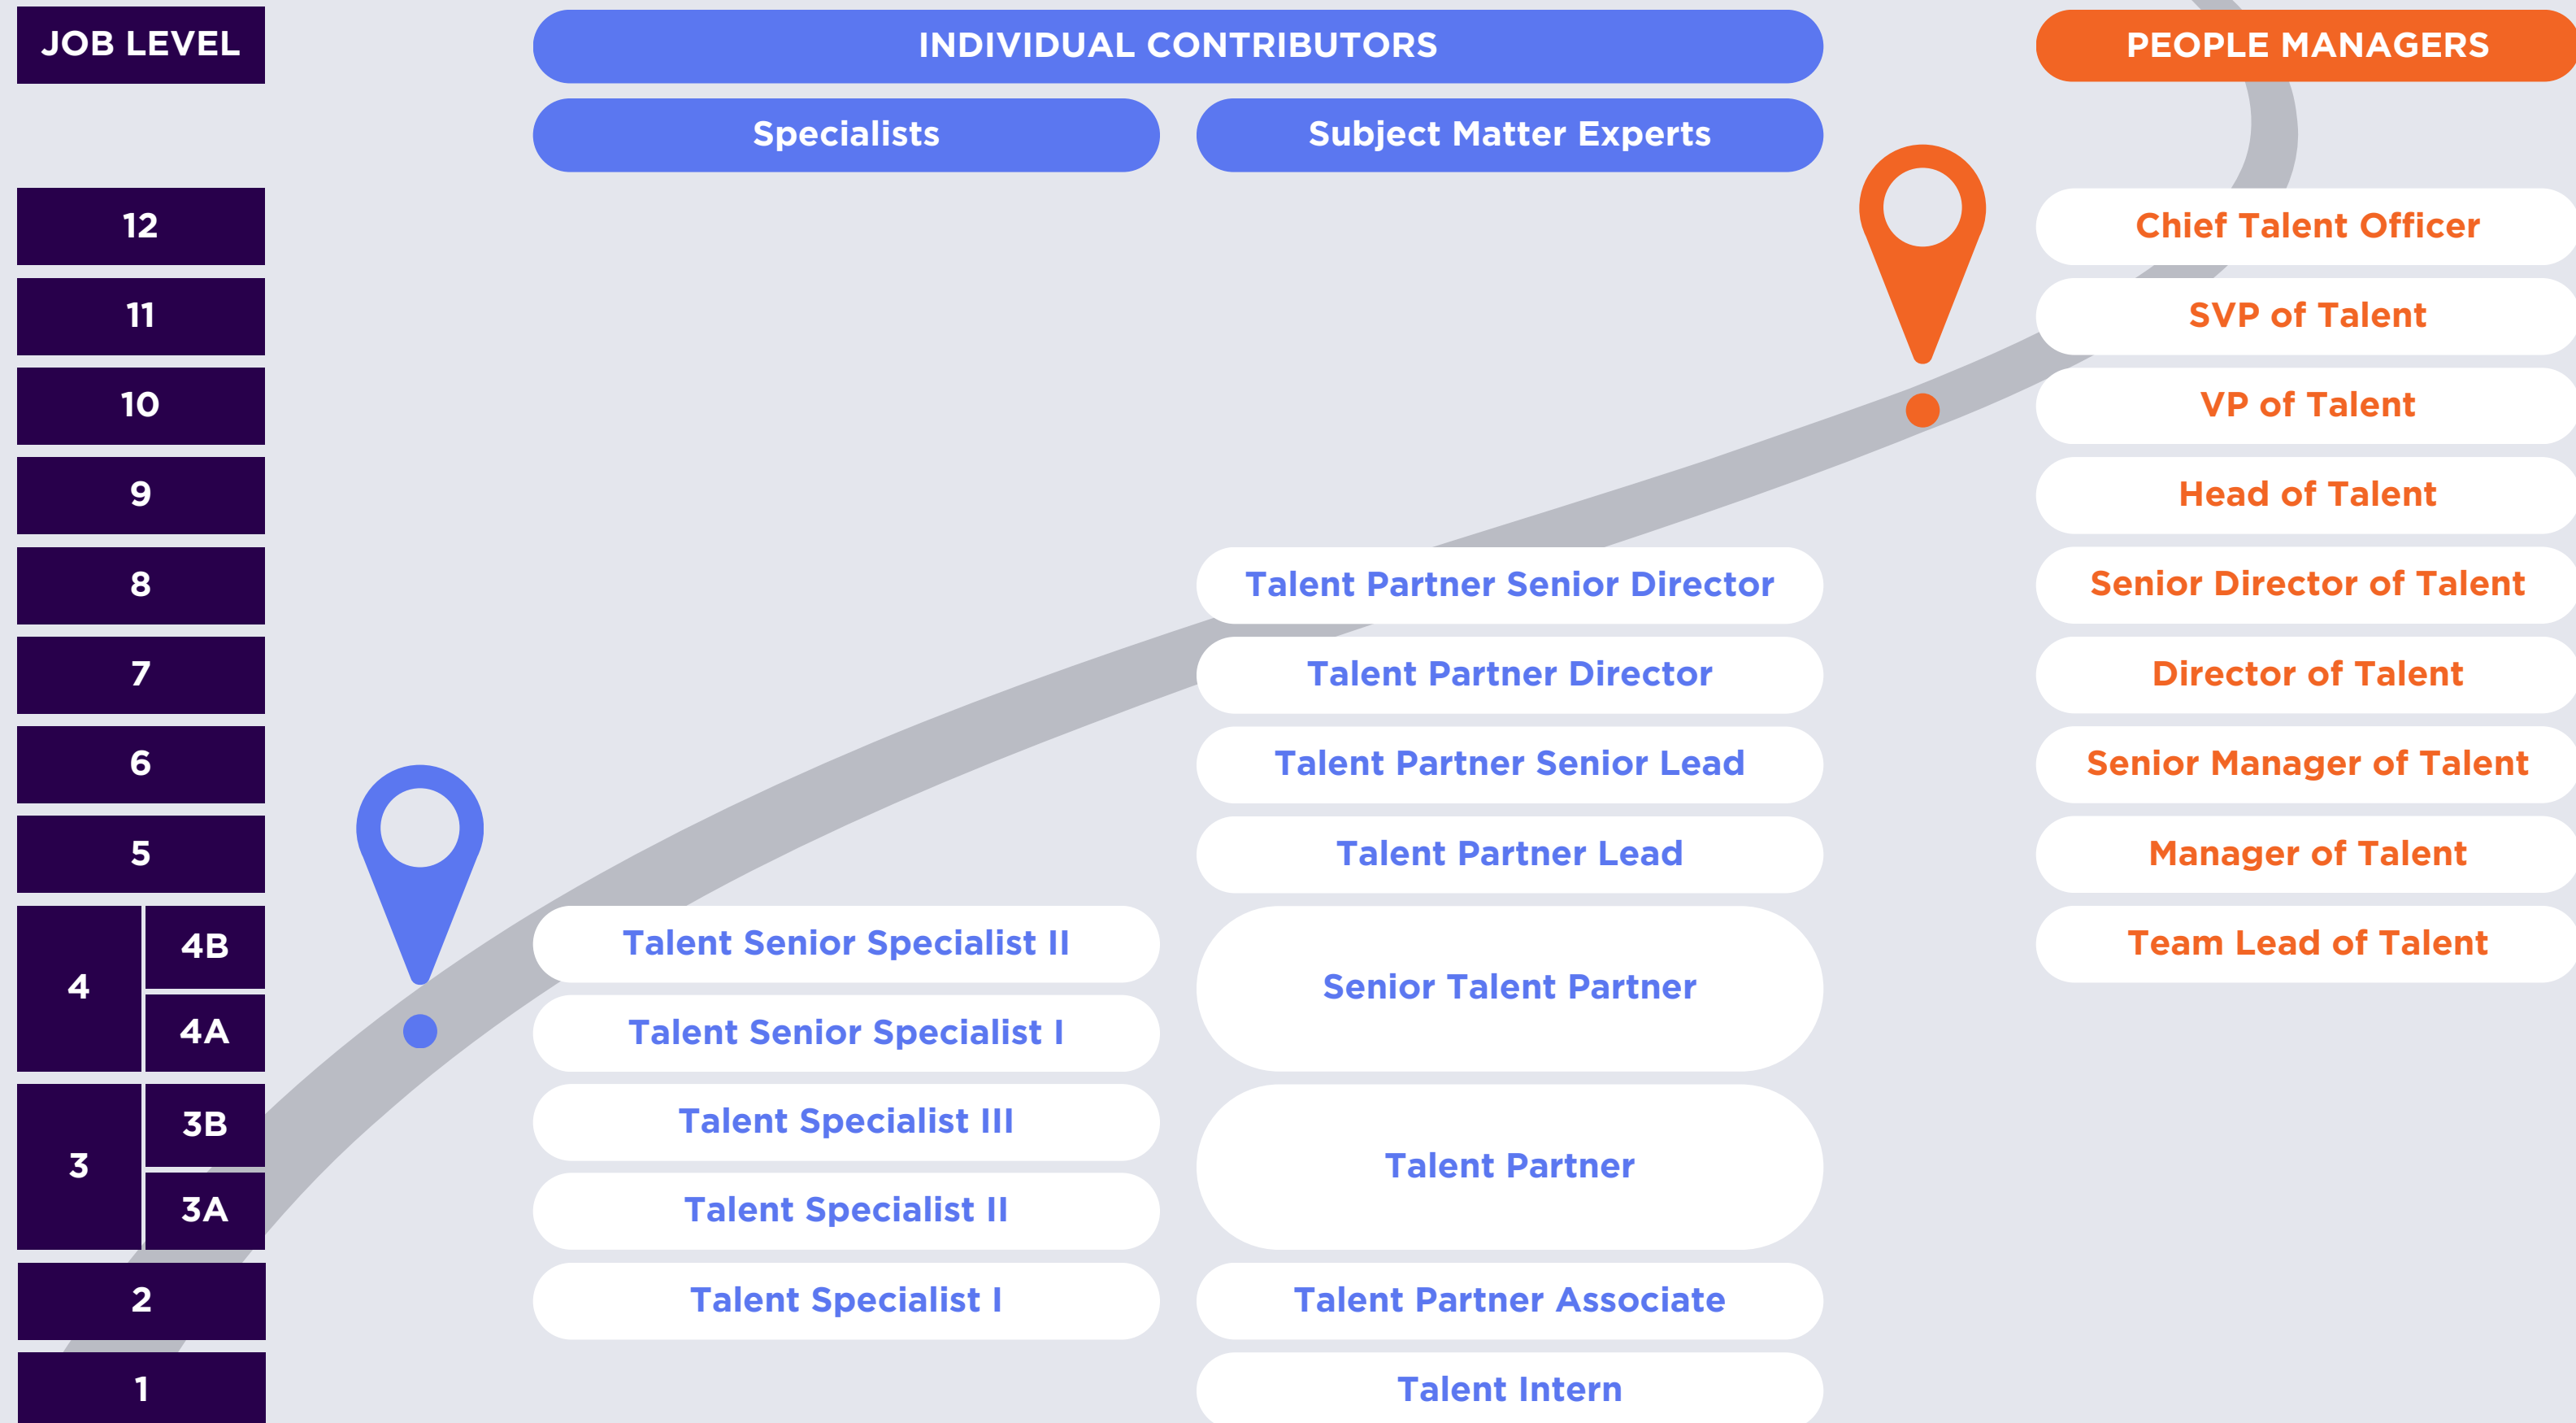 JOB LEVEL
INDIVIDUAL CONTRIBUTORS
PEOPLE MANAGERS
Specialists
Subject Matter Experts
12
Chief Talent Officer
11
SVP of Talent
10
VP of Talent
9
Head of Talent
8
Talent Partner Senior Director
Senior Director of Talent
7
Talent Partner Director
Director of Talent
6
Talent Partner Senior Lead
Senior Manager of Talent
5
Talent Partner Lead
Manager of Talent
4
4B
Talent Senior Specialist II
Senior Talent Partner
Team Lead of Talent
4A
Talent Senior Specialist I
3
3B
Talent Specialist III
Talent Partner
3A
Talent Specialist II
2
Talent Specialist I
Talent Partner Associate
1
Talent Intern